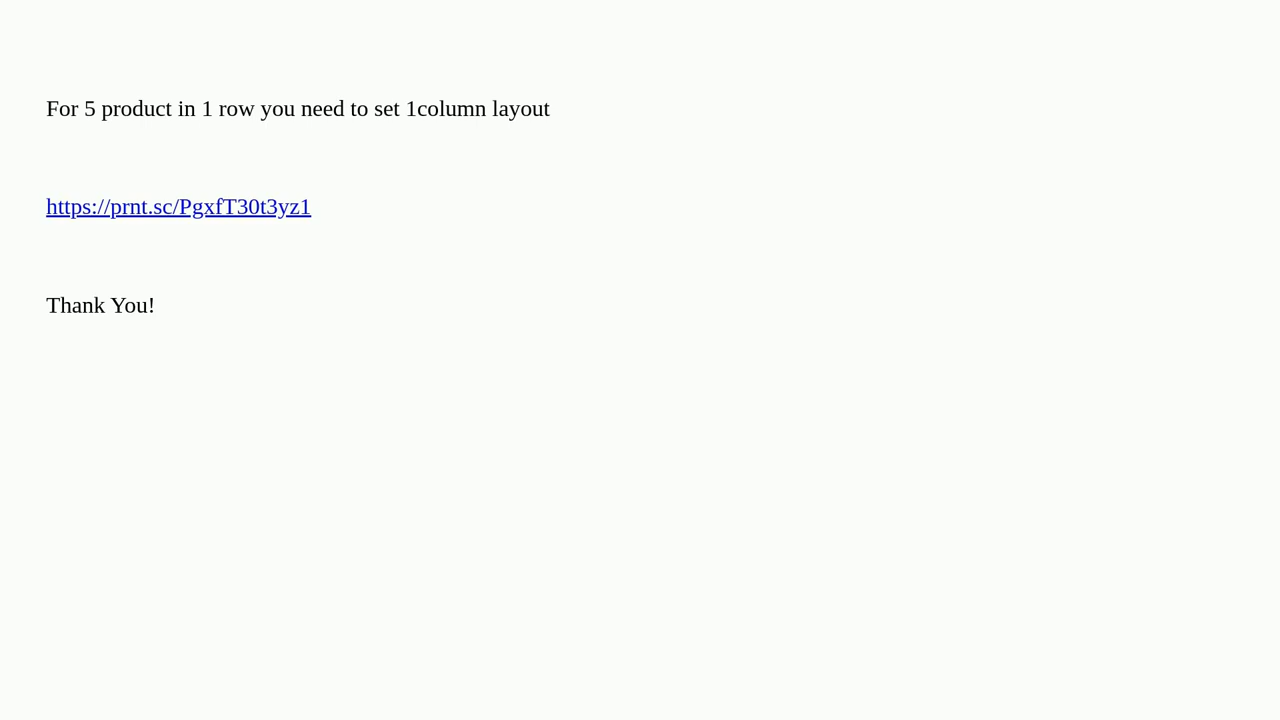 For 5 product in 1 row you need to set 1column layout
https://prnt.sc/PgxfT30t3yz1
Thank You!